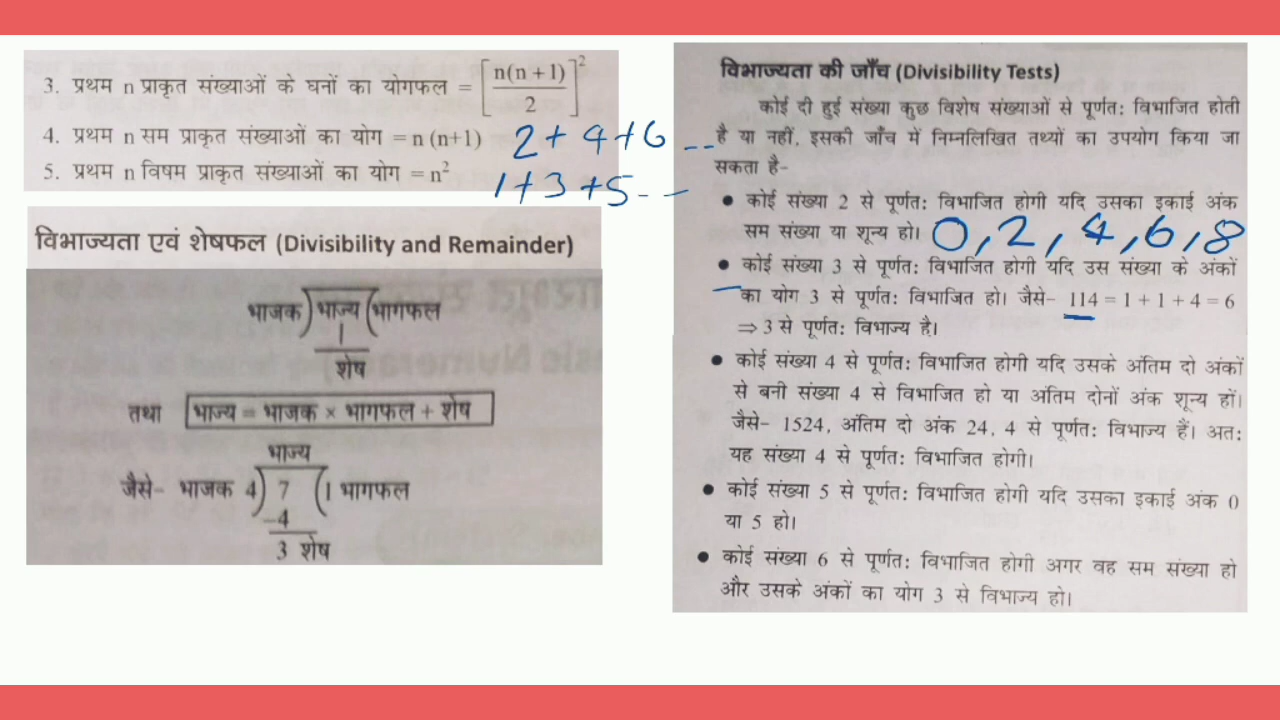 3. प्रथम n प्राकृत संख्याओं के घनों का योगफल = [n(n+1)/2]²
4. प्रथम n सम प्राकृत संख्याओं का योग = n (n+1) 2+4+6 ---
5. प्रथम n विषम प्राकृत संख्याओं का योग = n² 1+3+5---
विभाज्यता एवं शेषफल (Divisibility and Remainder)
भाजक)भाज्य(भागफल
1
शेष
तथा भाज्य = भाजक × भागफल + शेष
भाज्य
जैसे- भाजक 4) 7 (1 भागफल
-4
3 शेष
विभाज्यता की जाँच (Divisibility Tests)
कोई दी हुई संख्या कुछ विशेष संख्याओं से पूर्णत: विभाजित होती
है या नहीं, इसकी जाँच में निम्नलिखित तथ्यों का उपयोग किया जा
सकता है-
• कोई संख्या 2 से पूर्णत: विभाजित होगी यदि उसका इकाई अंक
सम संख्या या शून्य हो। 0, 2, 4, 6, 8
• कोई संख्या 3 से पूर्णत: विभाजित होगी यदि उस संख्या के अंकों
का योग 3 से पूर्णत: विभाजित हो। जैसे- 114 = 1 + 1 + 4 = 6
⇒ 3 से पूर्णत: विभाज्य है।
• कोई संख्या 4 से पूर्णत: विभाजित होगी यदि उसके अंतिम दो अंकों
से बनी संख्या 4 से विभाजित हो या अंतिम दोनों अंक शून्य हों।
जैसे- 1524, अंतिम दो अंक 24, 4 से पूर्णत: विभाज्य हैं। अत:
यह संख्या 4 से पूर्णत: विभाजित होगी।
• कोई संख्या 5 से पूर्णत: विभाजित होगी यदि उसका इकाई अंक 0
या 5 हो।
• कोई संख्या 6 से पूर्णत: विभाजित होगी अगर वह सम संख्या हो
और उसके अंकों का योग 3 से विभाज्य हो।